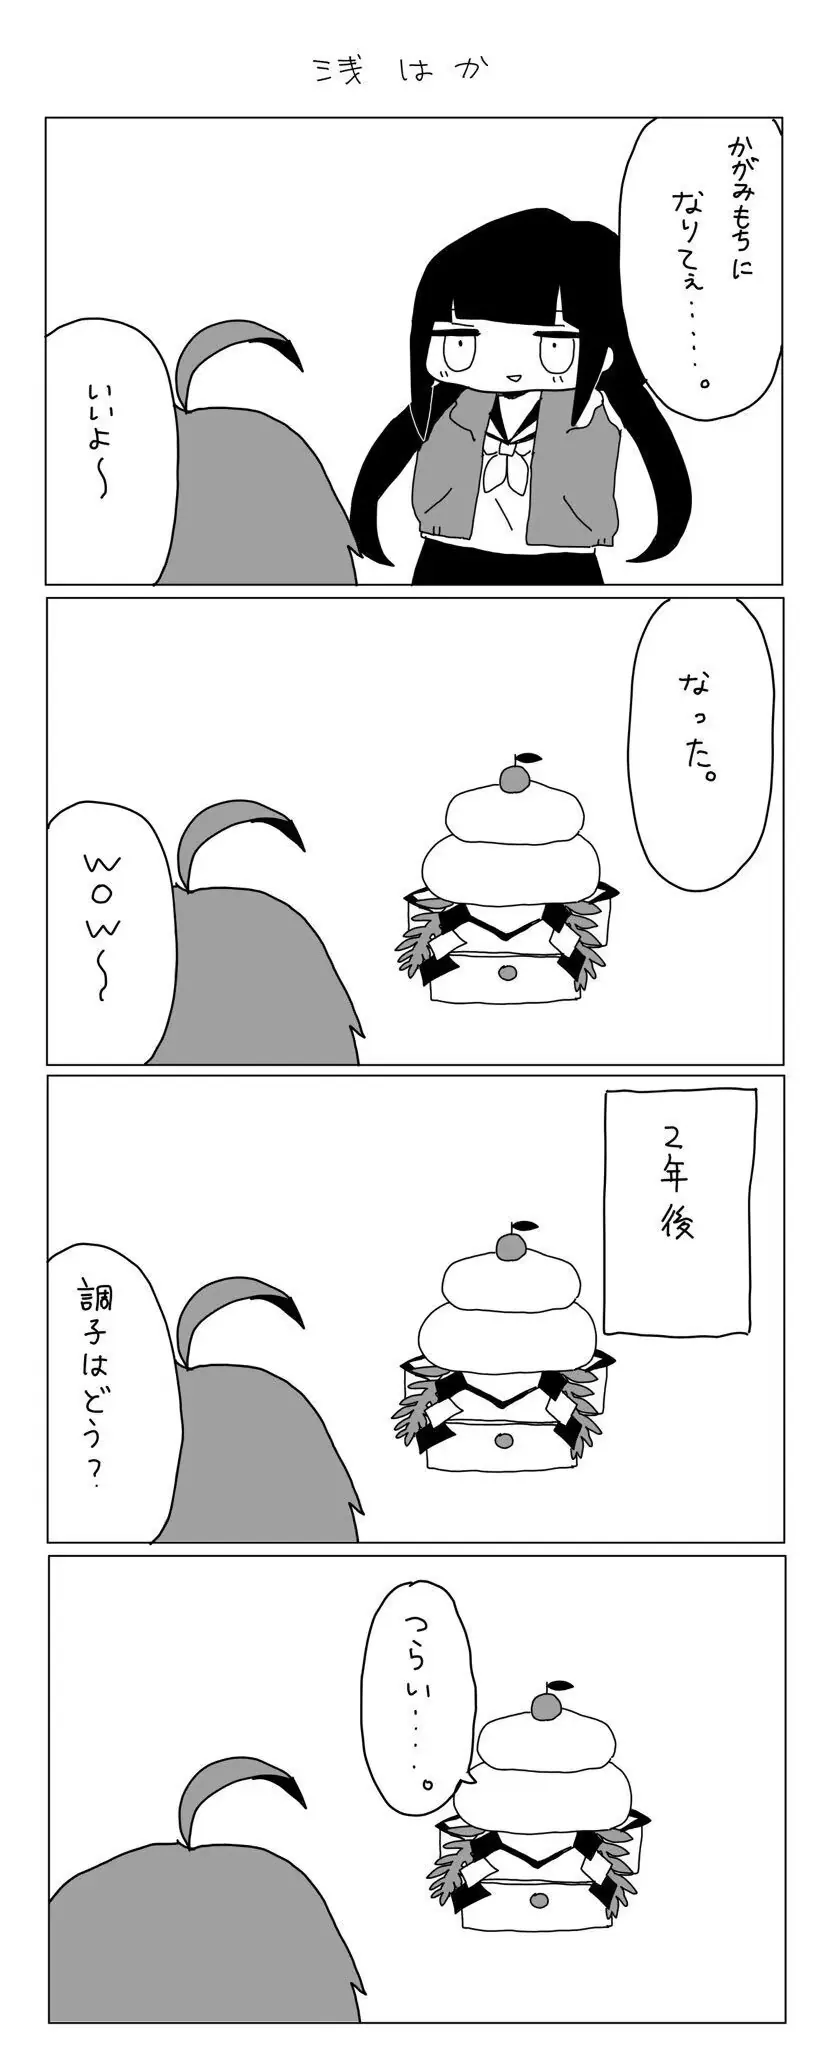 浅はか
かがみもちに
なりてぇ......。
いいよ〜
なった。
wow〜
2年後
調子はどう?
つらい.....。